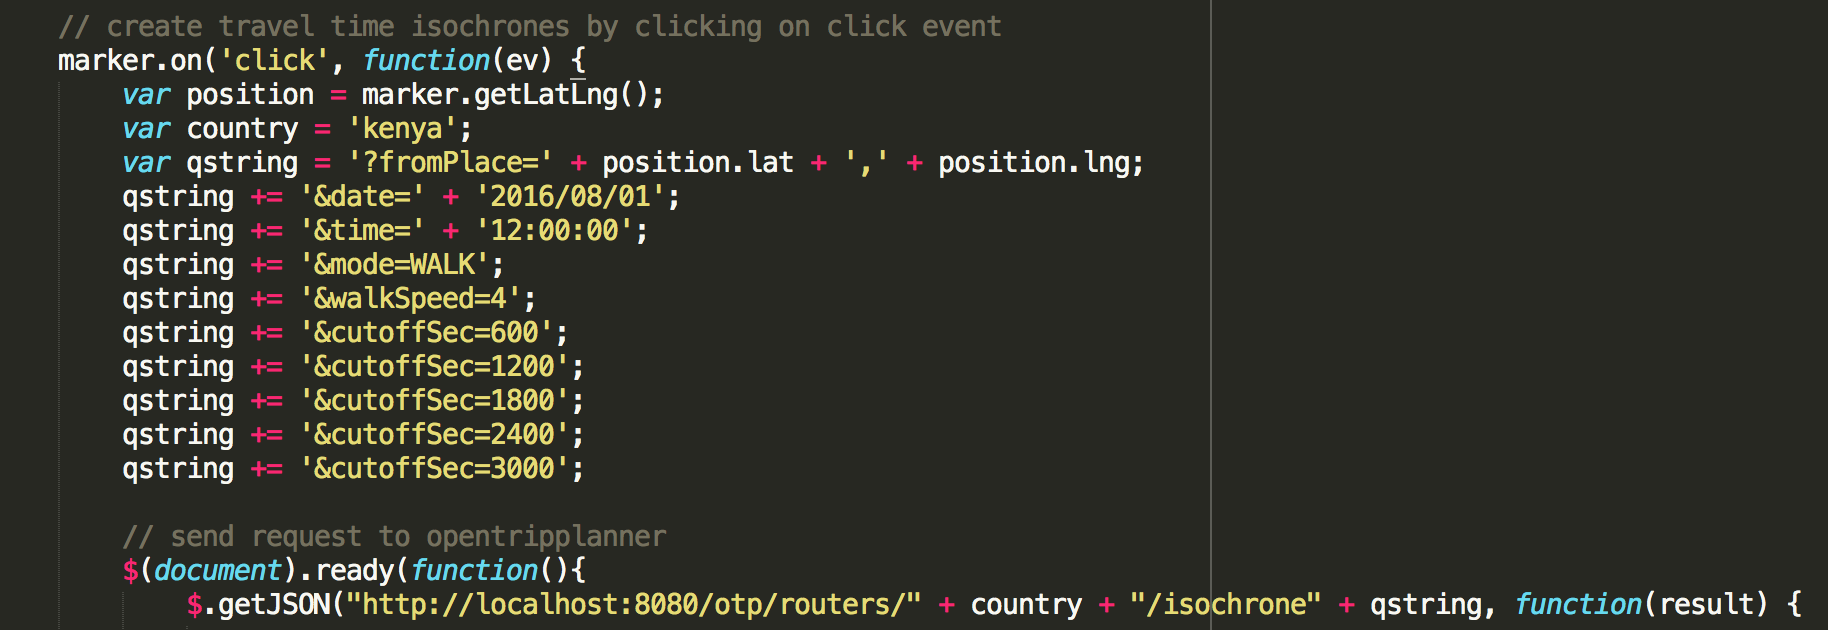 // create travel time isochrones by clicking on click event
marker.on('click', function(ev) {
var position = marker.getLatLng();
var country = 'kenya';
var qstring = '?fromPlace=' + position.lat + ',' + position.lng;
qstring += '&date=' + '2016/08/01';
qstring += '&time=' + '12:00:00';
qstring += '&mode=WALK';
qstring += '&walkSpeed=4';
qstring += '&cutoffSec=600';
qstring += '&cutoffSec=1200';
qstring += '&cutoffSec=1800';
qstring += '&cutoffSec=2400';
qstring += '&cutoffSec=3000';
// send request to opentripplanner
$(document).ready(function(){
$.getJSON("http://localhost:8080/otp/routers/" + country + "/isochrone" + qstring, function(result) {